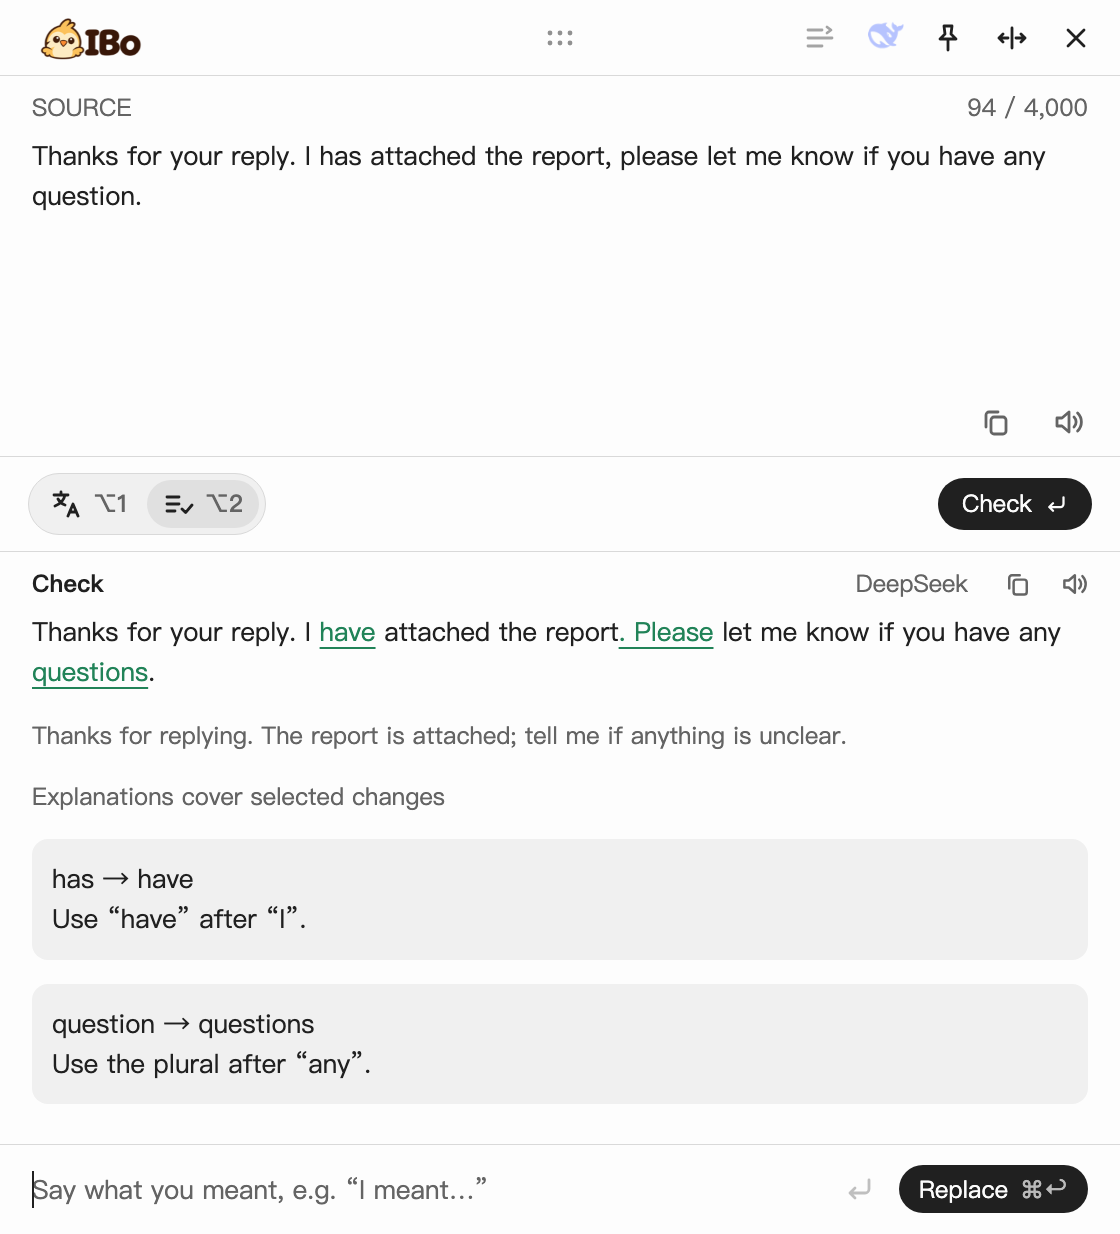 IBo
SOURCE
94 / 4,000
Thanks for your reply. I has attached the report, please let me know if you have any
question.
文A ⌥1
⌥2
Check ↵
Check
DeepSeek
Thanks for your reply. I have attached the report. Please let me know if you have any
questions.
Thanks for replying. The report is attached; tell me if anything is unclear.
Explanations cover selected changes
has → have
Use “have” after “I”.
question → questions
Use the plural after “any”.
Say what you meant, e.g. “I meant...”
Replace ⌘↩